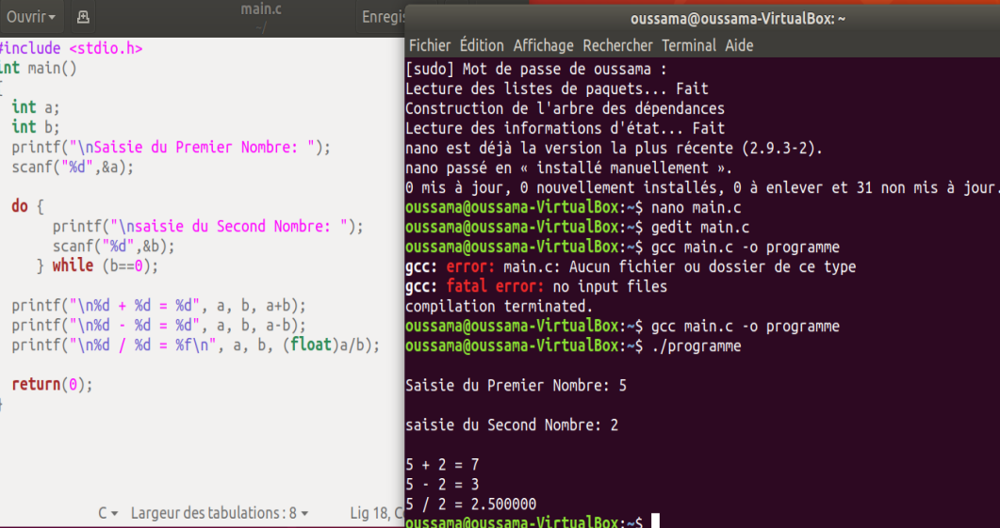 Ouvrir
main.c
~/
Enregi
#include <stdio.h>
int main()
{
int a;
int b;
printf("\nSaisie du Premier Nombre: ");
scanf("%d",&a);
do {
printf("\nsaisie du Second Nombre: ");
scanf("%d",&b);
} while (b==0);
printf("\n%d + %d = %d", a, b, a+b);
printf("\n%d - %d = %d", a, b, a-b);
printf("\n%d / %d = %f\n", a, b, (float)a/b);
return(0);
}
C
Largeur des tabulations : 8
Lig 18, C
oussama@oussama-VirtualBox: ~
Fichier Édition Affichage Rechercher Terminal Aide
[sudo] Mot de passe de oussama :
Lecture des listes de paquets... Fait
Construction de l'arbre des dépendances
Lecture des informations d'état... Fait
nano est déjà la version la plus récente (2.9.3-2).
nano passé en « installé manuellement ».
0 mis à jour, 0 nouvellement installés, 0 à enlever et 31 non mis à jour.
oussama@oussama-VirtualBox:~$ nano main.c
oussama@oussama-VirtualBox:~$ gedit main.c
oussama@oussama-VirtualBox:~$ gcc main.c -o programme
gcc: error: main.c: Aucun fichier ou dossier de ce type
gcc: fatal error: no input files
compilation terminated.
oussama@oussama-VirtualBox:~$ gcc main.c -o programme
oussama@oussama-VirtualBox:~$ ./programme
Saisie du Premier Nombre: 5
saisie du Second Nombre: 2
5 + 2 = 7
5 - 2 = 3
5 / 2 = 2.500000
oussama@oussama-VirtualBox:~$